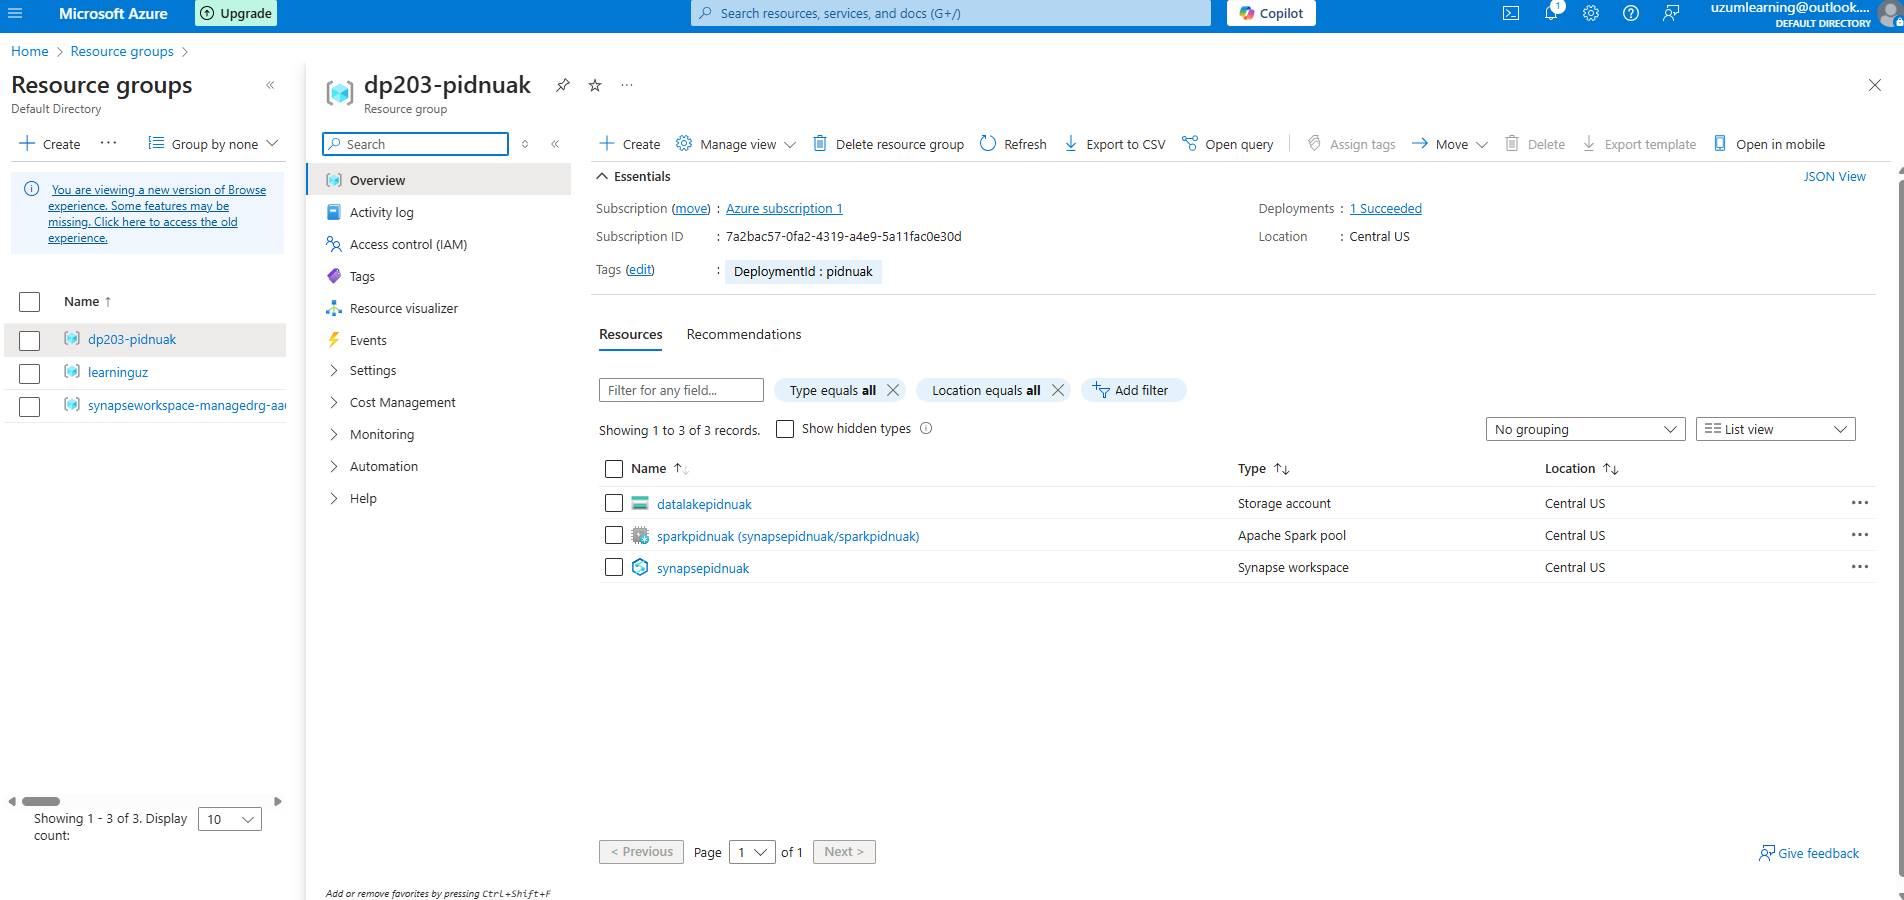 Microsoft Azure
Upgrade
Search resources, services, and docs (G+/)
Copilot
1
uzumlearning@outlook....
DEFAULT DIRECTORY
Home > Resource groups >
Resource groups
Default Directory
Create
Group by none
You are viewing a new version of Browse
experience. Some features may be
missing. Click here to access the old
experience.
Name ↑
dp203-pidnuak
learninguz
synapseworkspace-managedrg-aa
Showing 1 - 3 of 3. Display
count:
10
dp203-pidnuak
Resource group
Search
Overview
Activity log
Access control (IAM)
Tags
Resource visualizer
Events
Settings
Cost Management
Monitoring
Automation
Help
Add or remove favorites by pressing Ctrl+Shift+F
Create
Manage view
Delete resource group
Refresh
Export to CSV
Open query
Assign tags
Move
Delete
Export template
Open in mobile
Essentials
JSON View
Subscription (move) : Azure subscription 1
Subscription ID : 7a2bac57-0fa2-4319-a4e9-5a11fac0e30d
Tags (edit) : DeploymentId : pidnuak
Deployments : 1 Succeeded
Location : Central US
Resources
Recommendations
Filter for any field...
Type equals all
Location equals all
Add filter
Showing 1 to 3 of 3 records.
Show hidden types
No grouping
List view
Name ↑↓ Type ↑↓ Location ↑↓
datalakepidnuak Storage account Central US ...
sparkpidnuak (synapsepidnuak/sparkpidnuak) Apache Spark pool Central US ...
synapsepidnuak Synapse workspace Central US ...
< Previous
Page 1 of 1
Next >
Give feedback